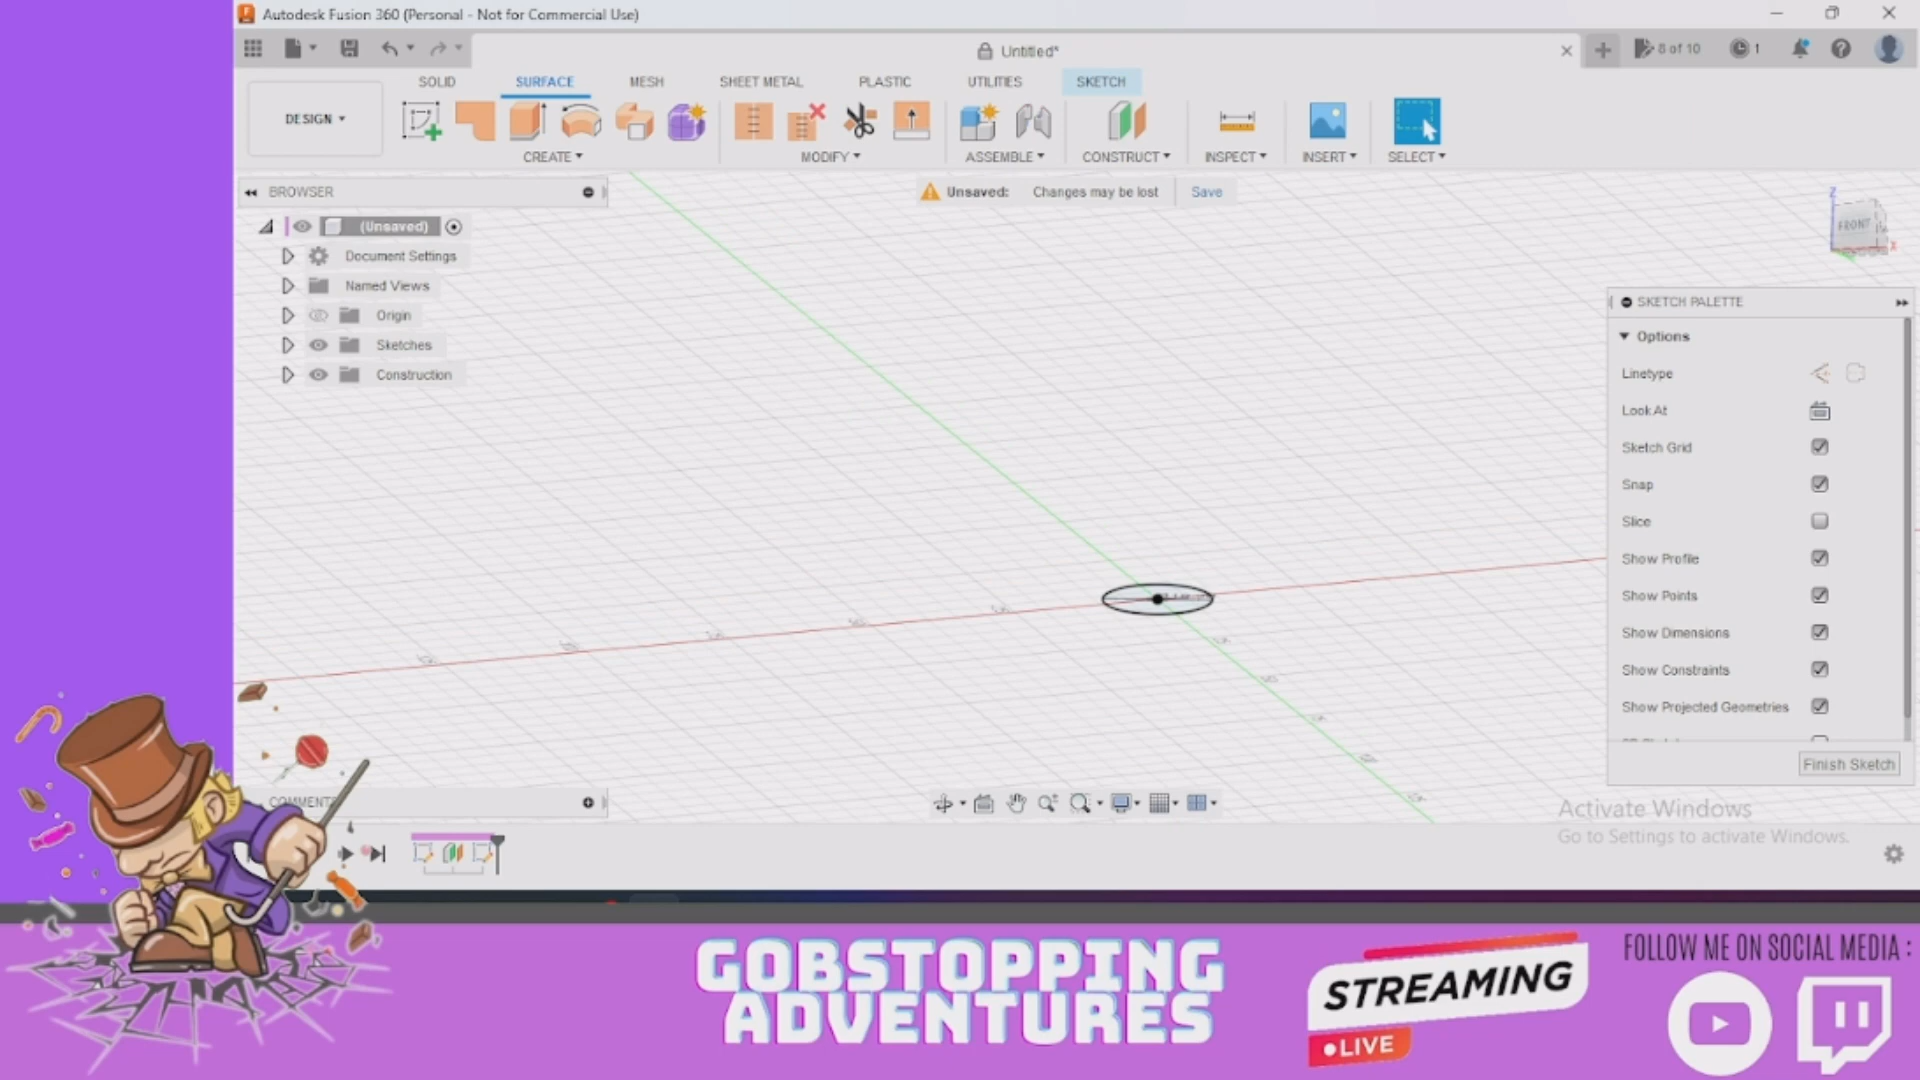 Autodesk Fusion 360 (Personal - Not for Commercial Use)
Untitled*
8 of 10
1
SOLID
SURFACE
MESH
SHEET METAL
PLASTIC
UTILITIES
SKETCH
DESIGN
CREATE
MODIFY
ASSEMBLE
CONSTRUCT
INSPECT
INSERT
SELECT
BROWSER
Unsaved: Changes may be lost
Save
(Unsaved)
Document Settings
Named Views
Origin
Sketches
Construction
Z
FRONT
X
SKETCH PALETTE
Options
Linetype
Look At
Sketch Grid
Snap
Slice
Show Profile
Show Points
Show Dimensions
Show Constraints
Show Projected Geometries
Finish Sketch
COMMENTS
Activate Windows
Go to Settings to activate Windows.
GOBSTOPPING
ADVENTURES
STREAMING
LIVE
FOLLOW ME ON SOCIAL MEDIA :